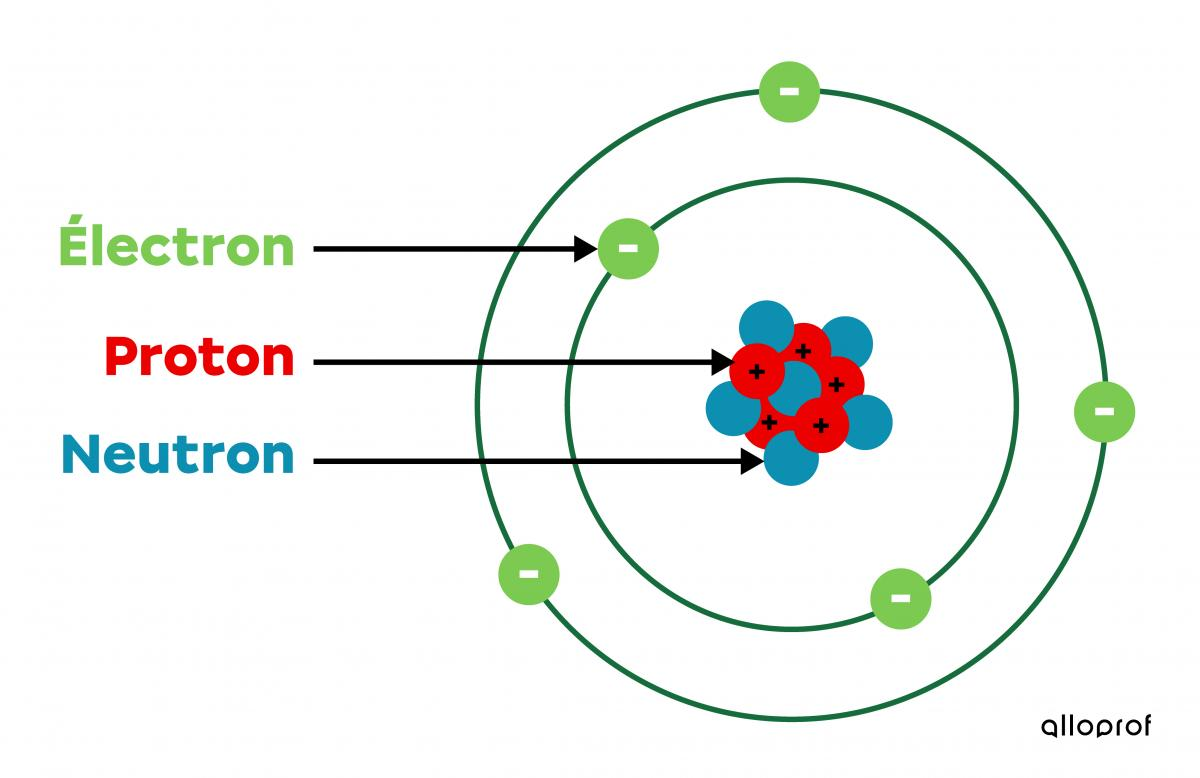 Électron
Proton
Neutron
-
-
-
-
-
+
+
+
+
+
alloprof